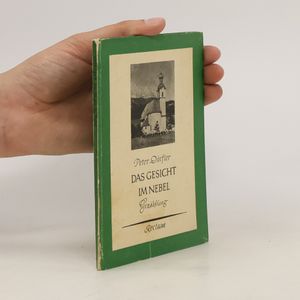 Peter Dörfler
DAS GESICHT
IM NEBEL
Erzählung
Reclam